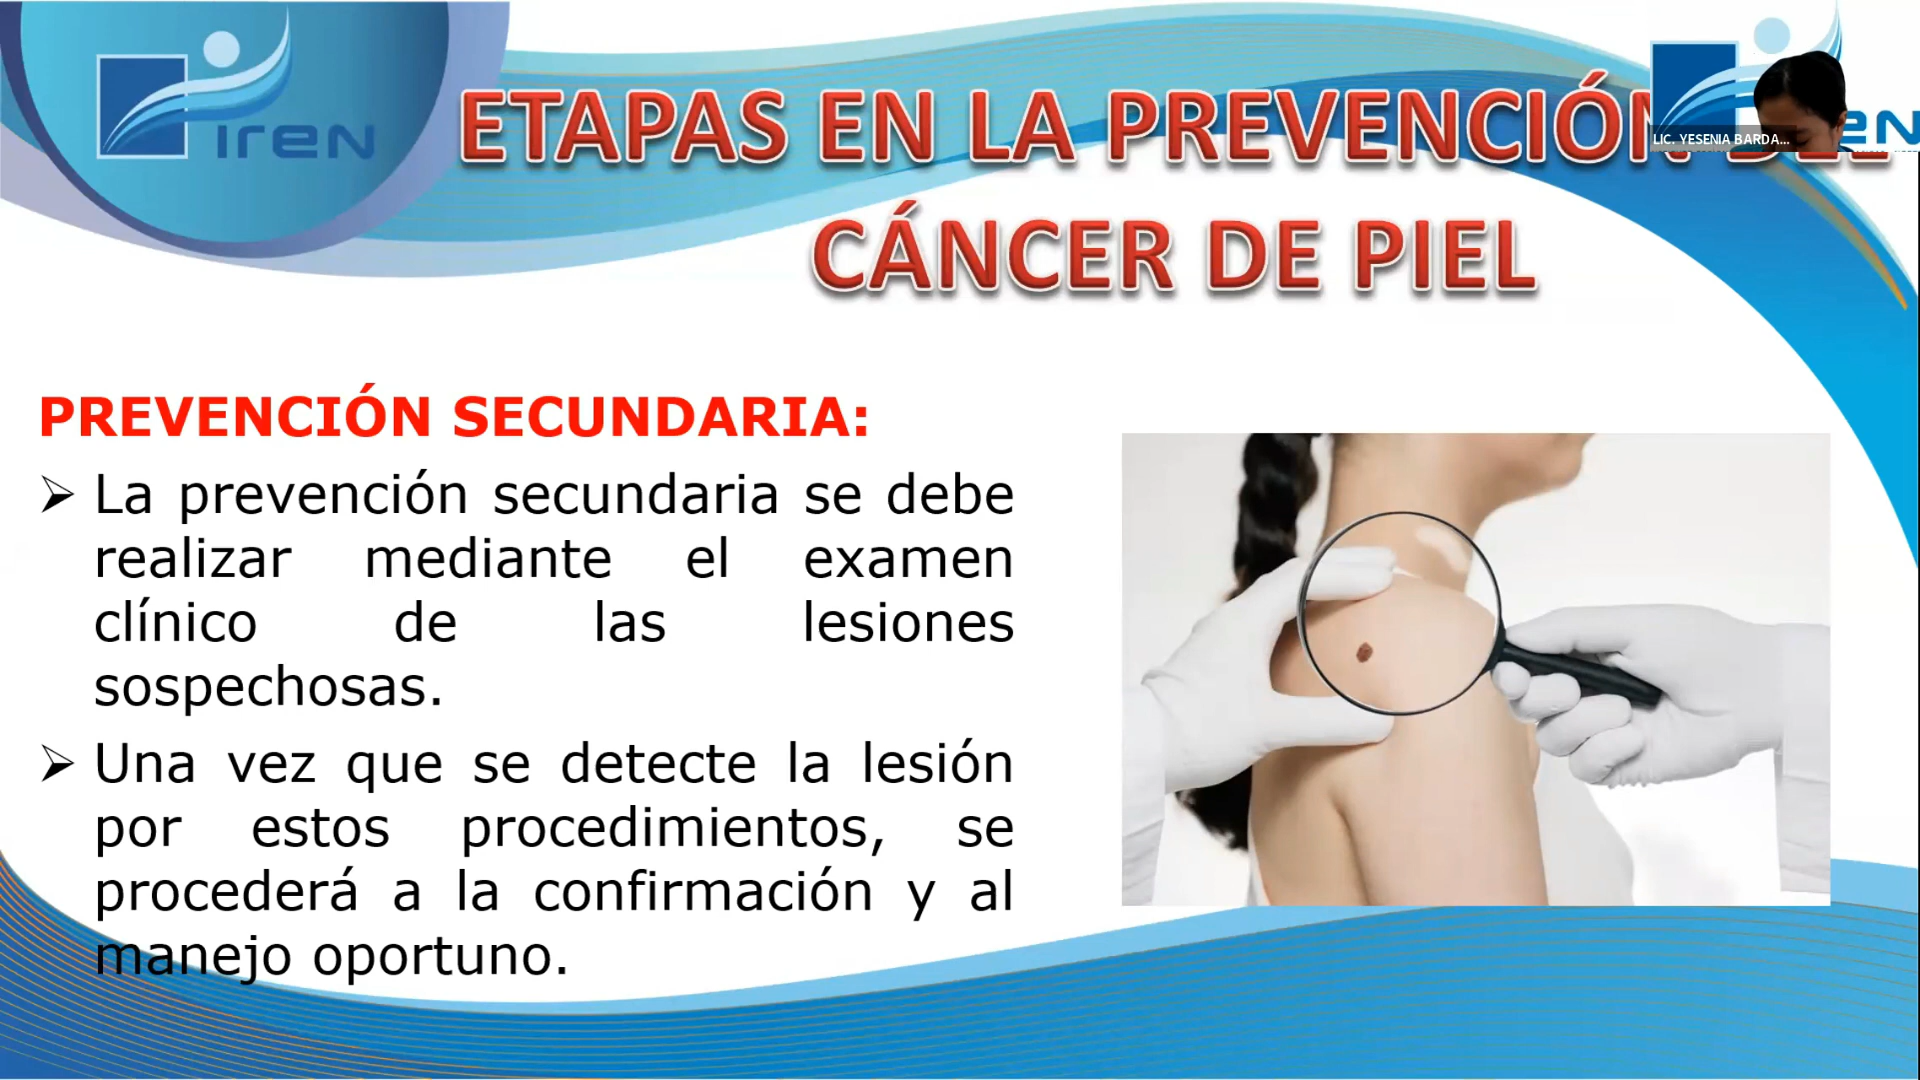 IREN
ETAPAS EN LA PREVENCIÓN
LIC. YESENIA BARDA...
CÁNCER DE PIEL
PREVENCIÓN SECUNDARIA:
➢ La prevención secundaria se debe
realizar mediante el examen
clínico de las lesiones
sospechosas.
➢ Una vez que se detecte la lesión
por estos procedimientos, se
procederá a la confirmación y al
manejo oportuno.